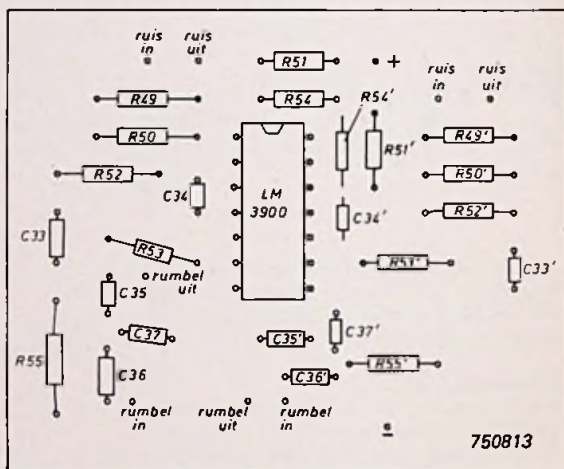 ruis in
ruis uit
R51
+
R49
R54
R54'
ruis in
ruis uit
R50
R51'
R49'
R52
LM 3900
R50'
C34
C34'
R52'
C33
R53
R53'
C33'
rumbel uit
C35
C37
C35'
C37'
R55
C36
C36'
R55'
rumbel in
rumbel uit
rumbel in
-
750813